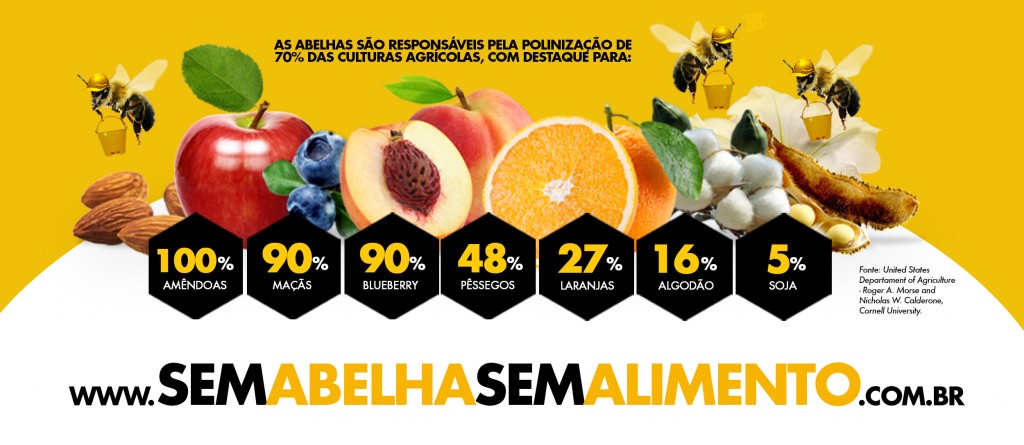 AS ABELHAS SÃO RESPONSÁVEIS PELA POLINIZAÇÃO DE
70% DAS CULTURAS AGRÍCOLAS, COM DESTAQUE PARA:
100%
AMÊNDOAS
90%
MAÇÃS
90%
BLUEBERRY
48%
PÊSSEGOS
27%
LARANJAS
16%
ALGODÃO
5%
SOJA
Fonte: United States
Departament of Agriculture
- Roger A. Morse and
Nicholas W. Calderone,
Cornell University.
WWW.SEMABELHASEMALIMENTO.COM.BR